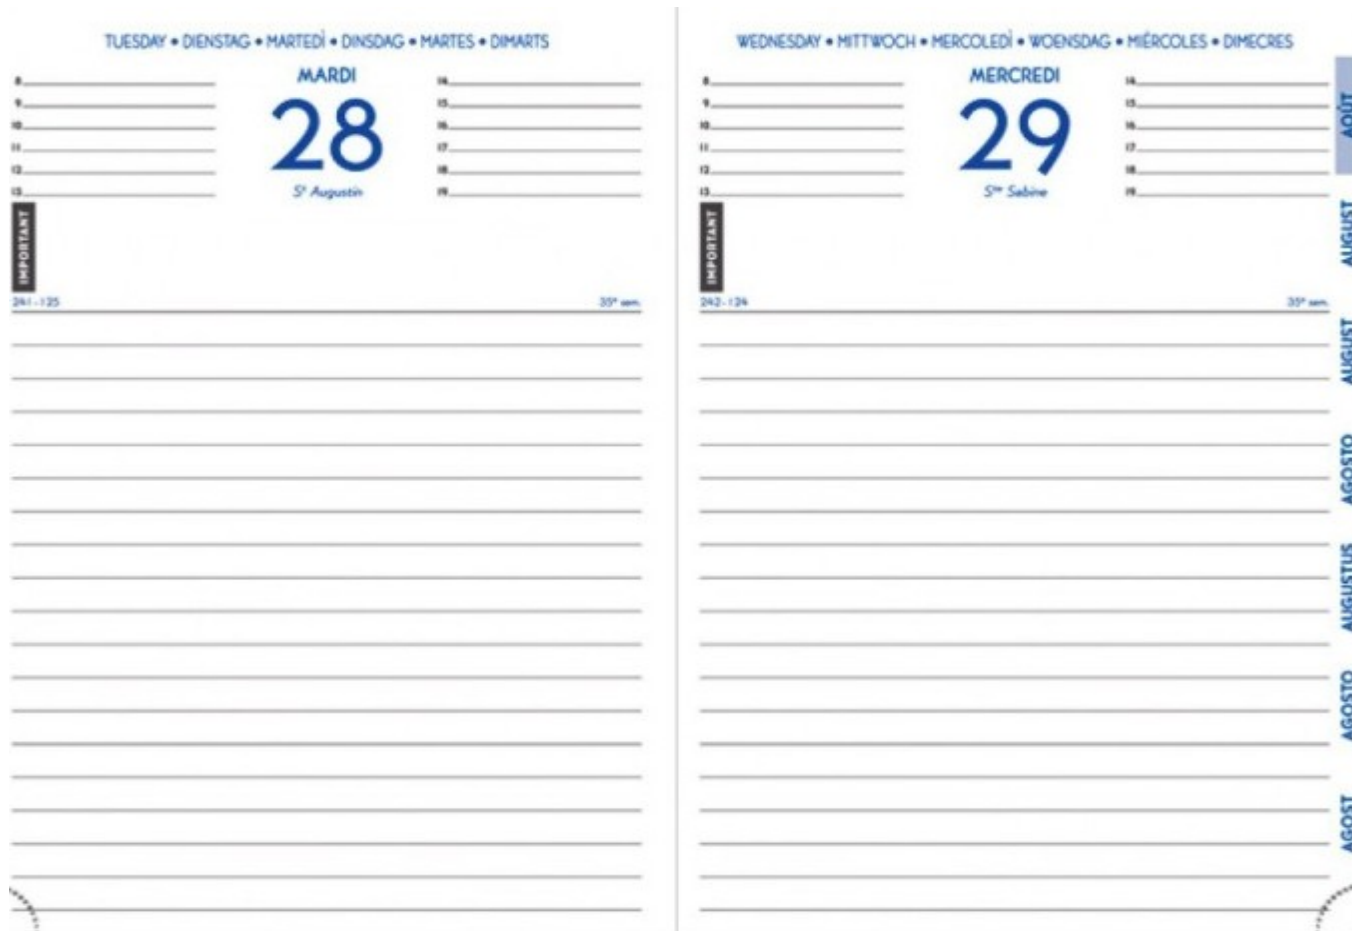 TUESDAY • DIENSTAG • MARTEDÌ • DINSDAG • MARTES • DIMARTS
MARDI
28
Sᵗ Augustin
8
9
10
11
12
13
14
15
16
17
18
19
IMPORTANT
241-125
35ᵉ sem.
WEDNESDAY • MITTWOCH • MERCOLEDÌ • WOENSDAG • MIÉRCOLES • DIMECRES
MERCREDI
29
Sᵗᵉ Sabine
8
9
10
11
12
13
14
15
16
17
18
19
IMPORTANT
242-124
35ᵉ sem.
AOÛT
AUGUST
AUGUST
AGOSTO
AUGUSTUS
AGOSTO
AGOST